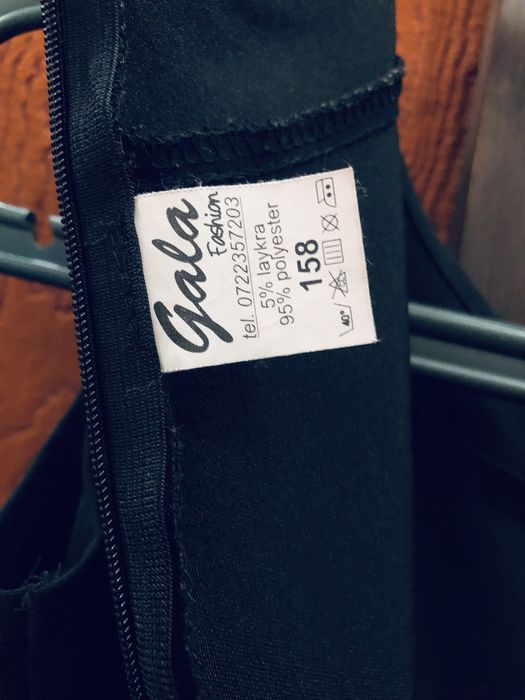 Gala
Fashion
tel. 0722357203
5% laykra
95% polyester
158
40°